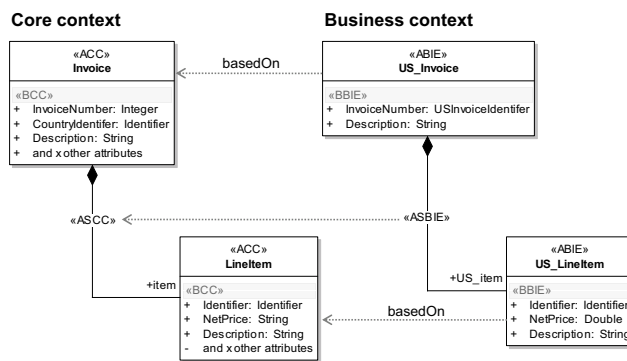 Core context
Business context
«ACC»
Invoice
«BCC»
+ InvoiceNumber: Integer
+ CountryIdentifer: Identifier
+ Description: String
+ and x other attributes
basedOn
«ABIE»
US_Invoice
«BBIE»
+ InvoiceNumber: USInvoiceIdentifer
+ Description: String
«ASCC»
«ASBIE»
+item
«ACC»
LineItem
«BCC»
+ Identifier: Identifier
+ NetPrice: String
+ Description: String
- and x other attributes
+US_item
basedOn
«ABIE»
US_LineItem
«BBIE»
+ Identifier: Identifier
+ NetPrice: Double
+ Description: String